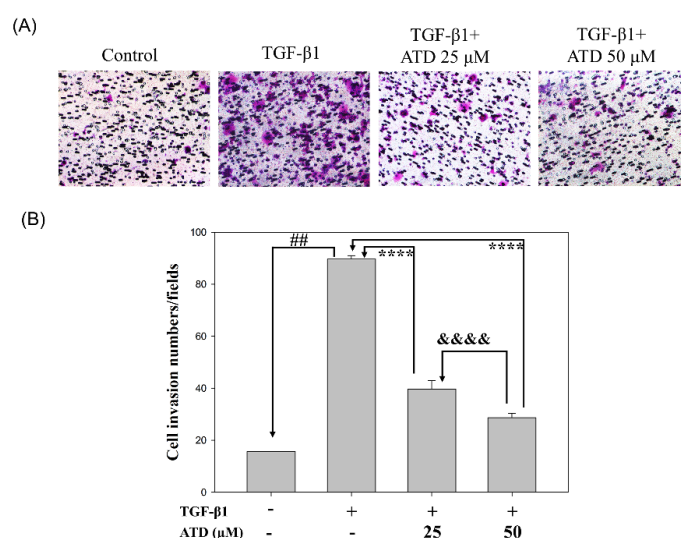 (A)
Control
TGF-β1
TGF-β1+
ATD 25 μM
TGF-β1+
ATD 50 μM
(B)
Cell invasion numbers/fields
100
80
60
40
20
0
##
****
****
&&&&
TGF-β1 - + + +
ATD (μM) - - 25 50